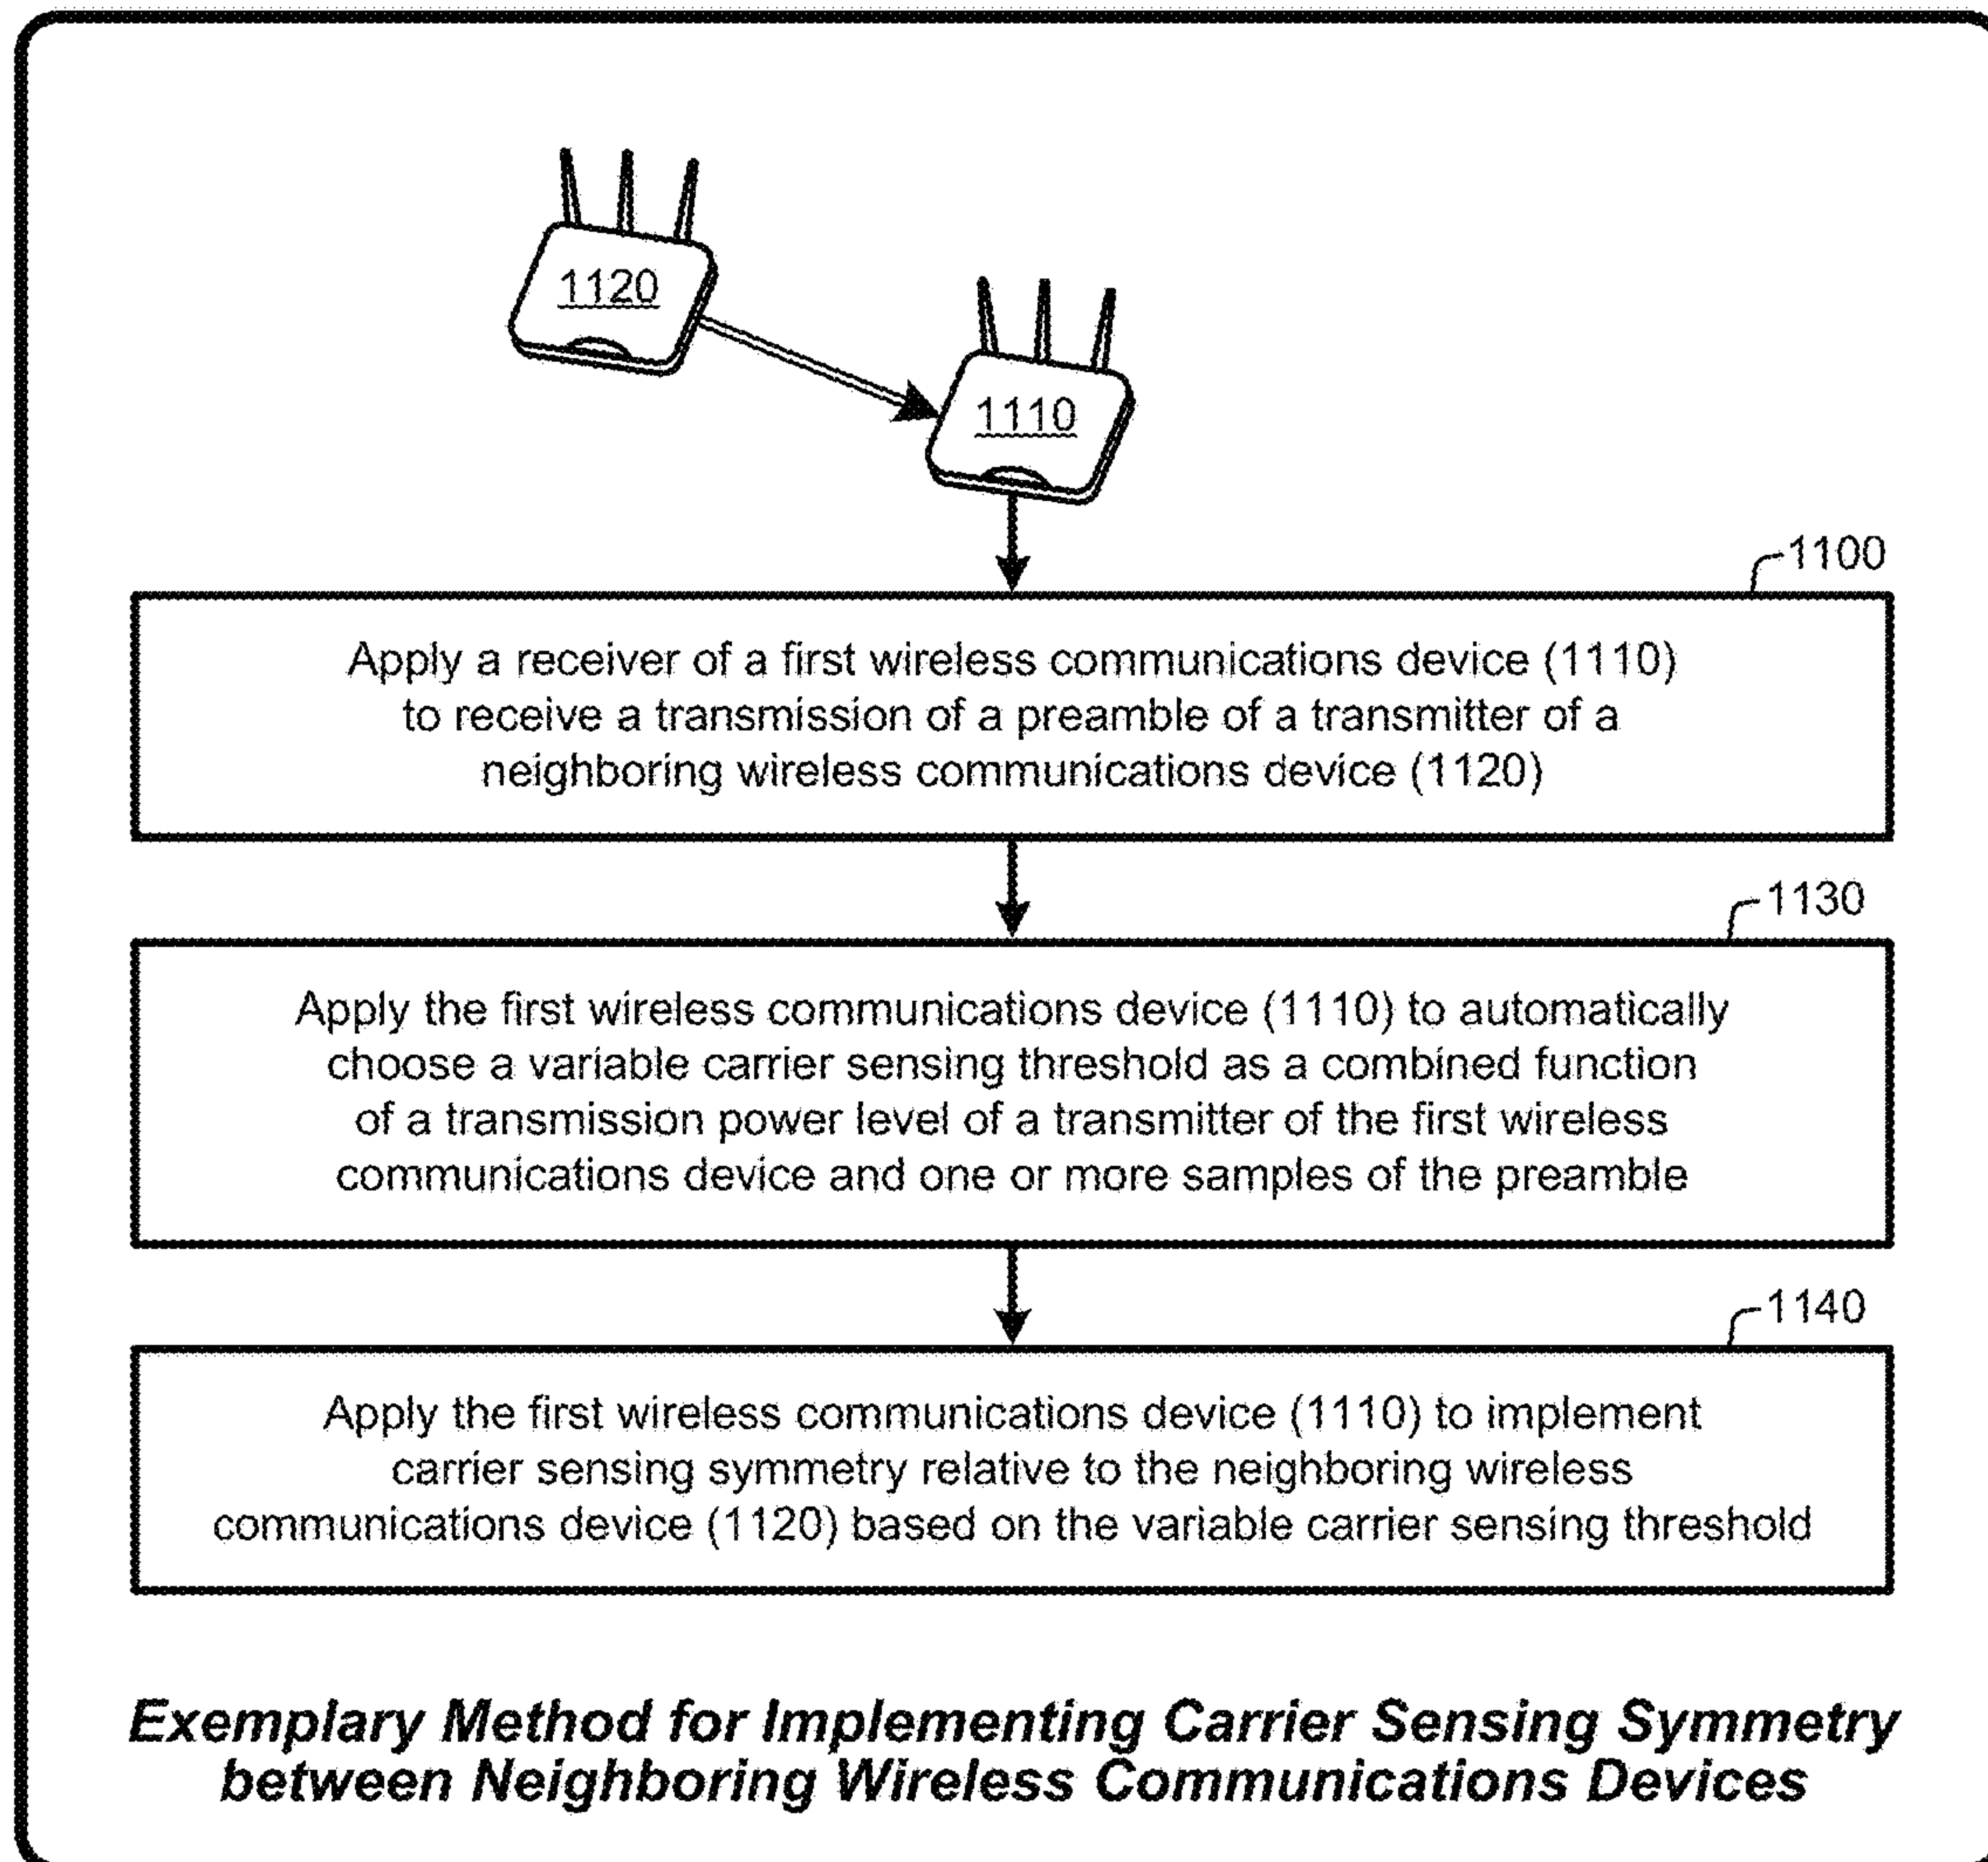 1120
1110
1100
Apply a receiver of a first wireless communications device (1110)
to receive a transmission of a preamble of a transmitter of a
neighboring wireless communications device (1120)
1130
Apply the first wireless communications device (1110) to automatically
choose a variable carrier sensing threshold as a combined function
of a transmission power level of a transmitter of the first wireless
communications device and one or more samples of the preamble
1140
Apply the first wireless communications device (1110) to implement
carrier sensing symmetry relative to the neighboring wireless
communications device (1120) based on the variable carrier sensing threshold
Exemplary Method for Implementing Carrier Sensing Symmetry
between Neighboring Wireless Communications Devices